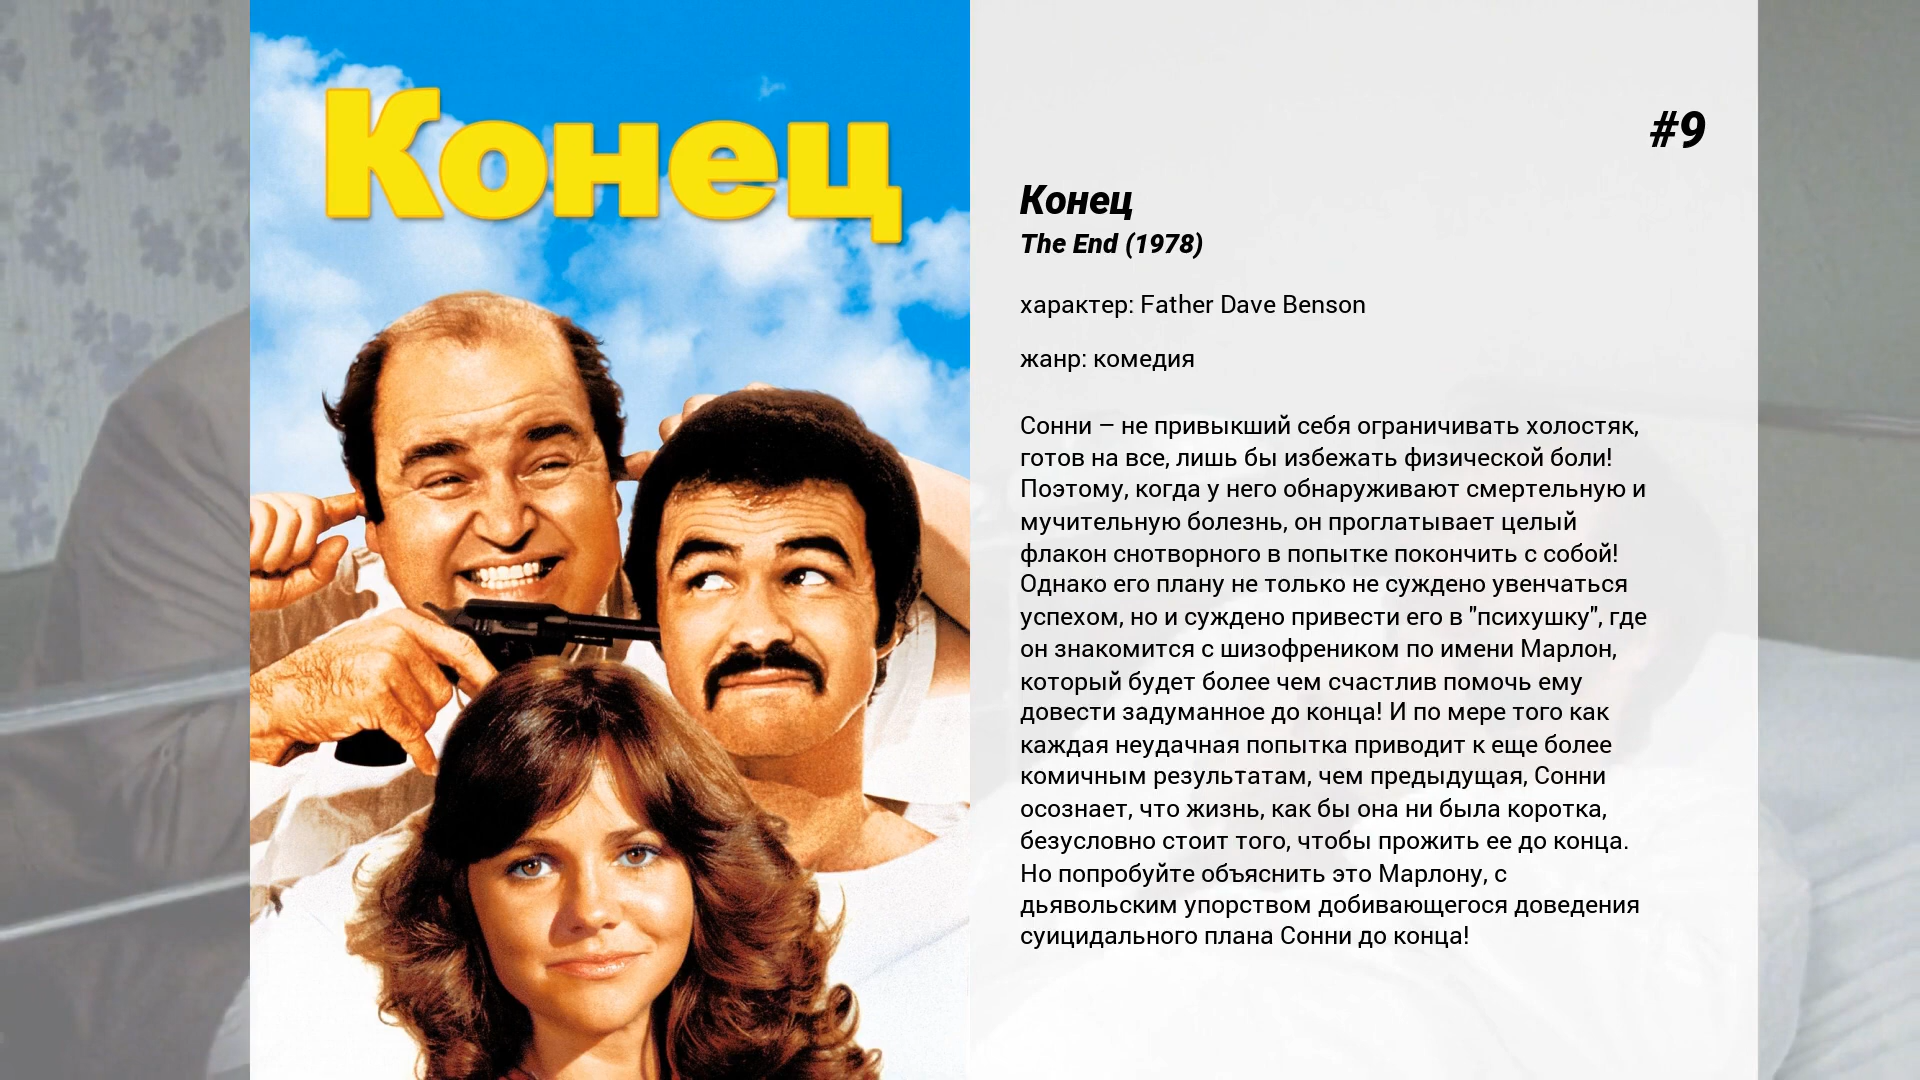 Конец
#9
Конец
The End (1978)
характер: Father Dave Benson
жанр: комедия
Сонни – не привыкший себя ограничивать холостяк,
готов на все, лишь бы избежать физической боли!
Поэтому, когда у него обнаруживают смертельную и
мучительную болезнь, он проглатывает целый
флакон снотворного в попытке покончить с собой!
Однако его плану не только не суждено увенчаться
успехом, но и суждено привести его в "психушку", где
он знакомится с шизофреником по имени Марлон,
который будет более чем счастлив помочь ему
довести задуманное до конца! И по мере того как
каждая неудачная попытка приводит к еще более
комичным результатам, чем предыдущая, Сонни
осознает, что жизнь, как бы она ни была коротка,
безусловно стоит того, чтобы прожить ее до конца.
Но попробуйте объяснить это Марлону, с
дьявольским упорством добивающегося доведения
суицидального плана Сонни до конца!